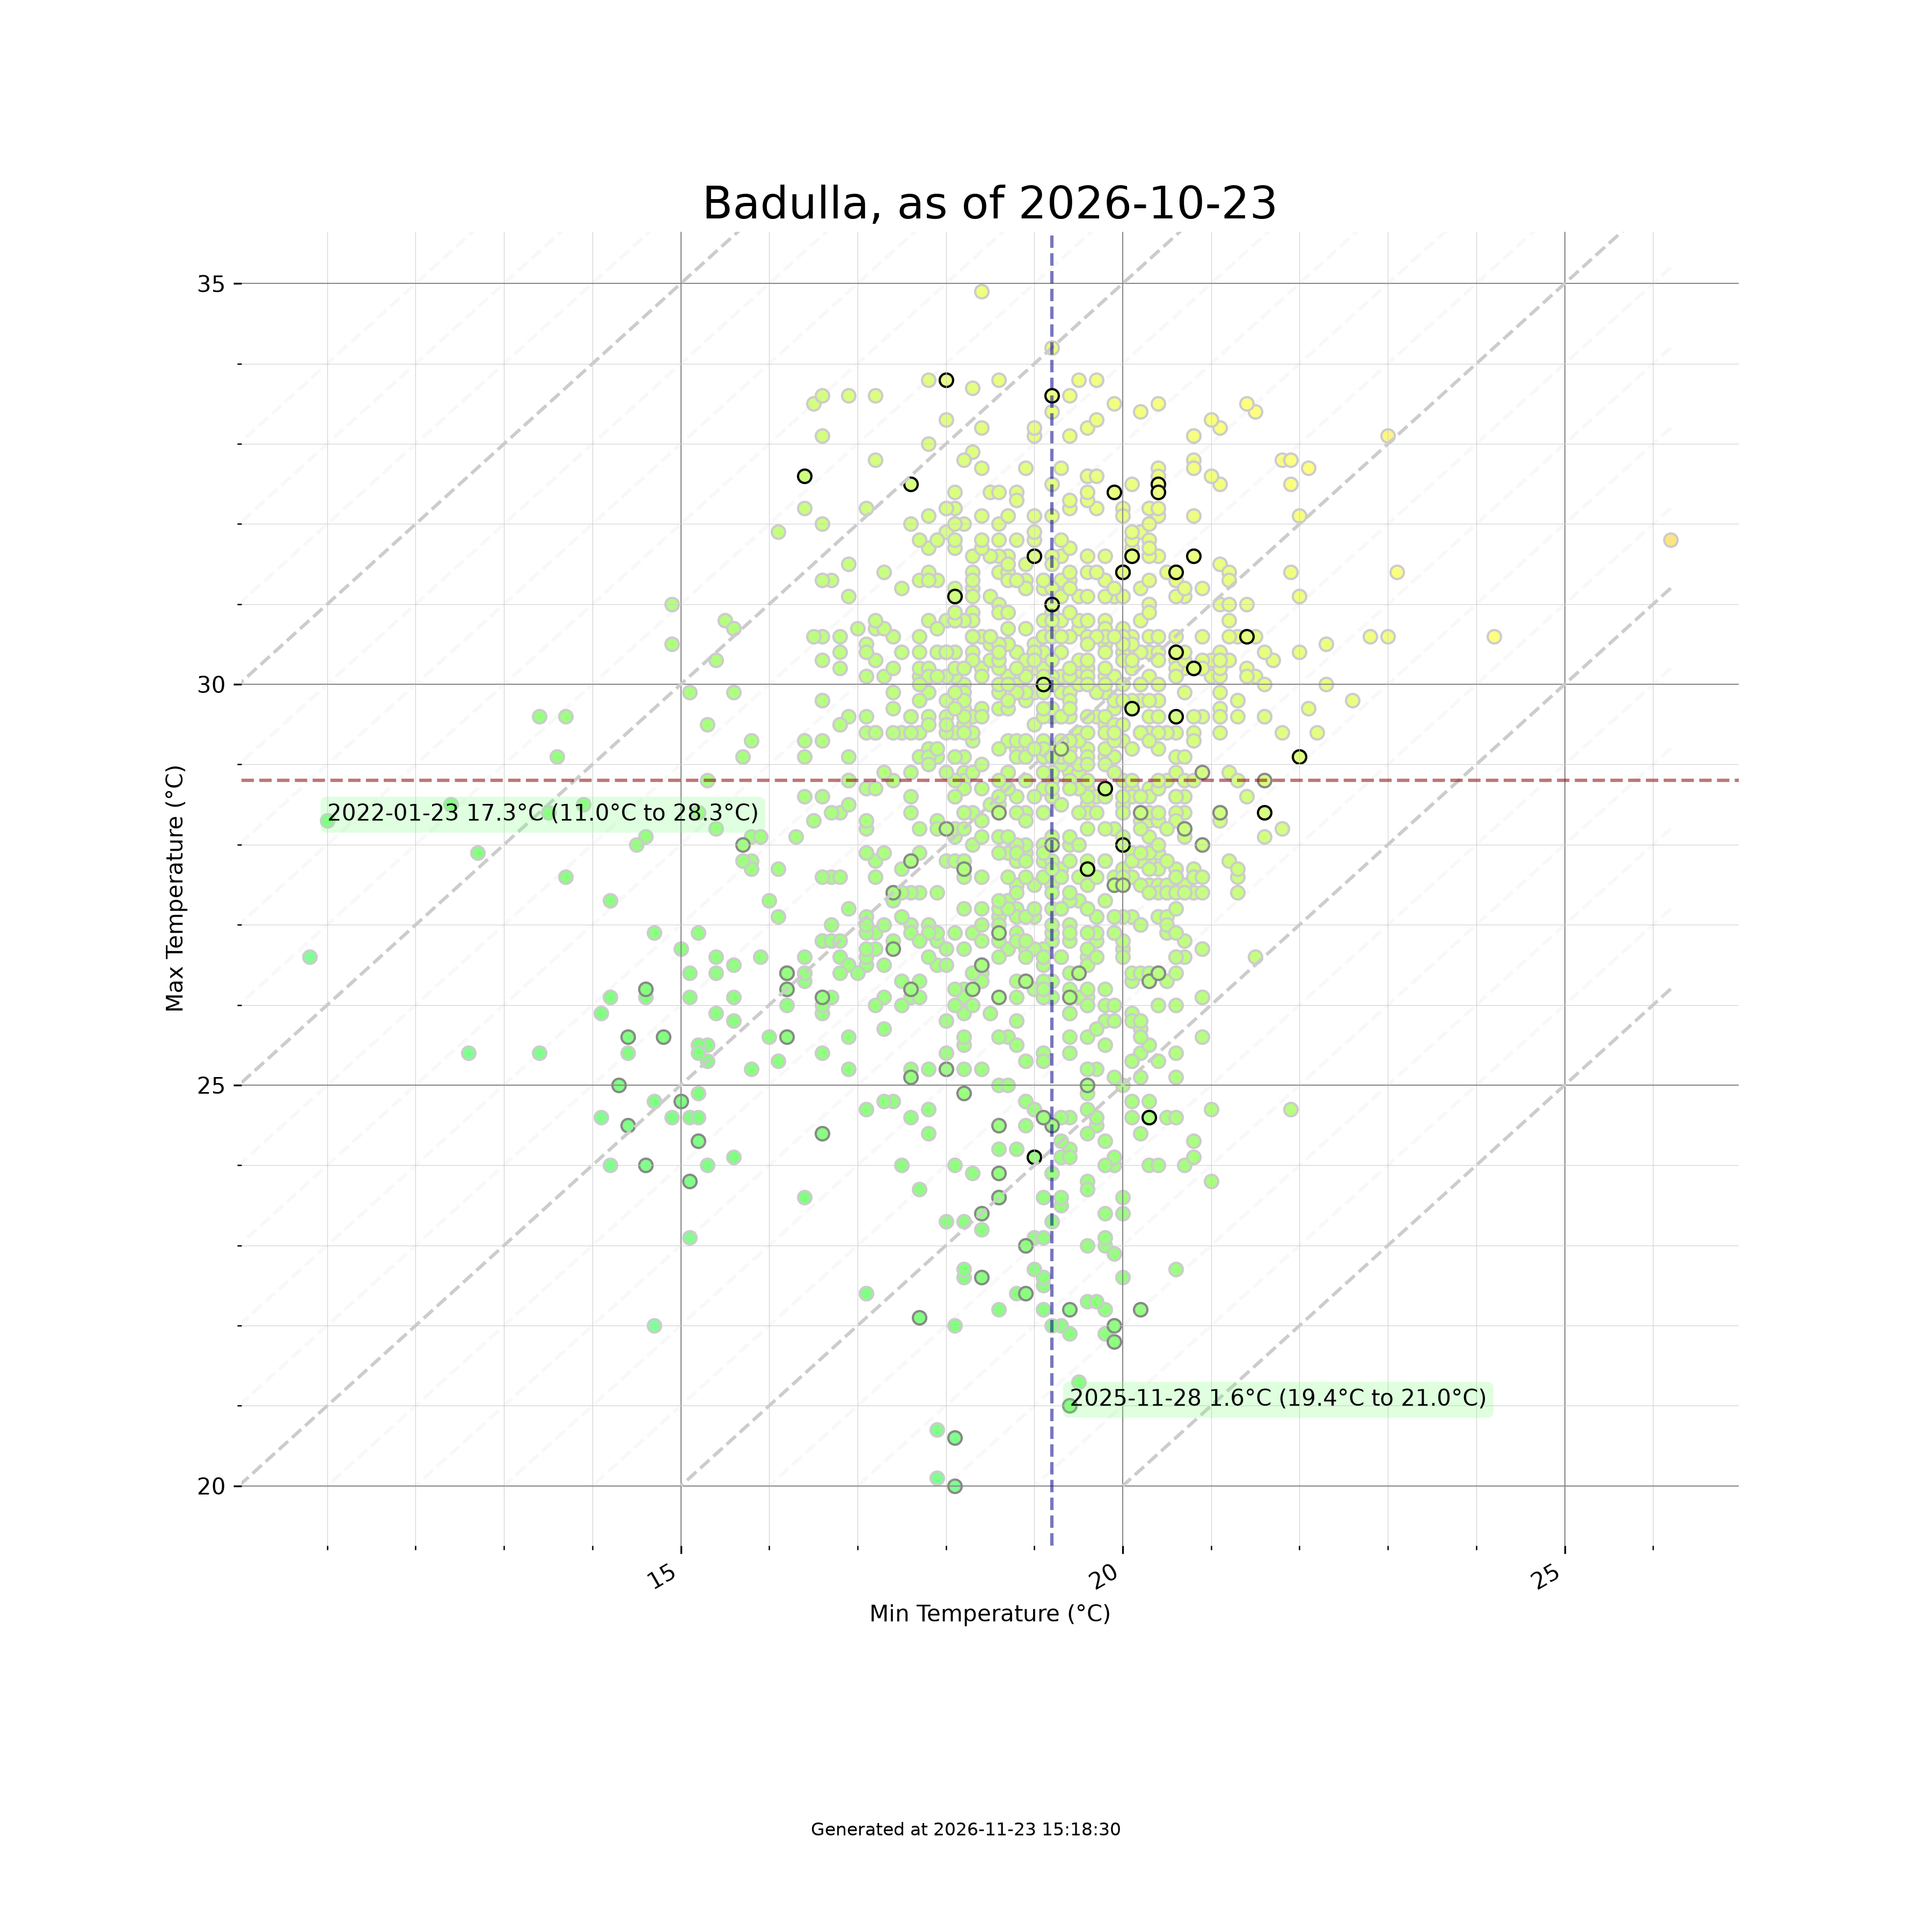 Badulla, as of 2026-10-23
35
30
25
20
Max Temperature (°C)
2022-01-23 17.3°C (11.0°C to 28.3°C)
2025-11-28 1.6°C (19.4°C to 21.0°C)
15
20
25
Min Temperature (°C)
Generated at 2026-11-23 15:18:30